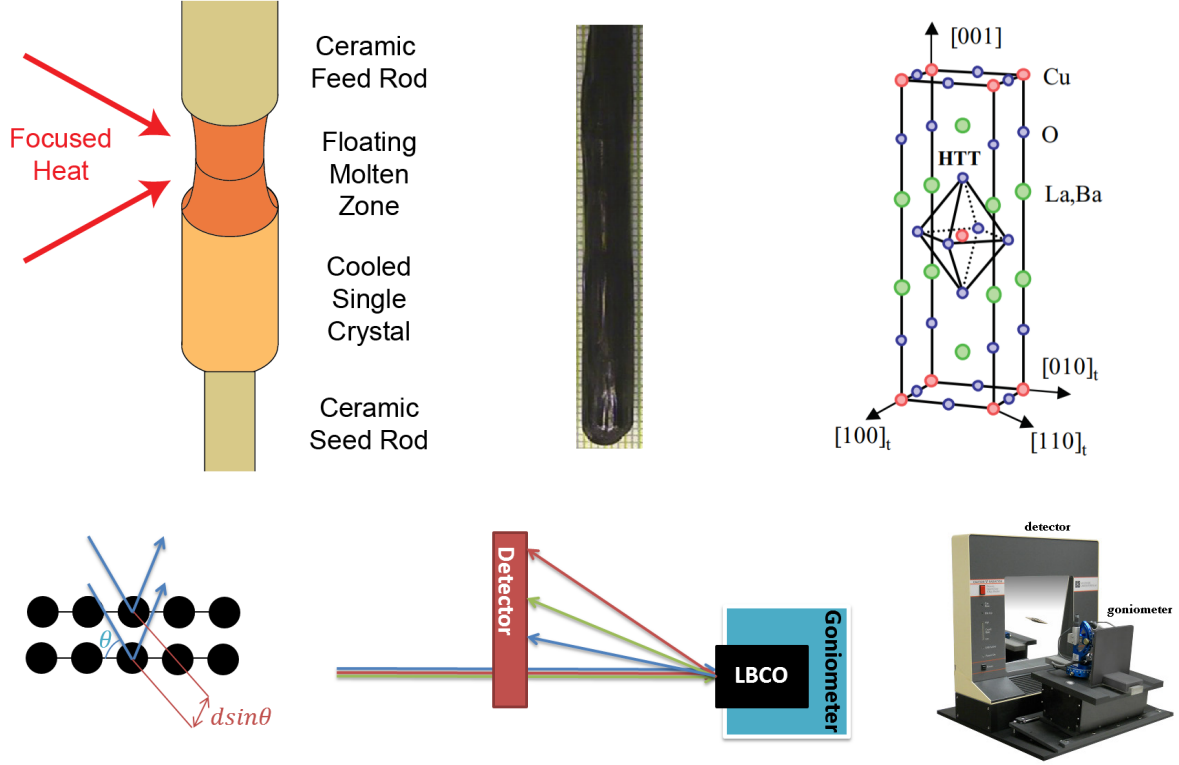 Ceramic
Feed Rod
Focused
Heat
Floating
Molten
Zone
Cooled
Single
Crystal
Ceramic
Seed Rod
[001]
Cu
O
HTT
La,Ba
[010]t
[100]t
[110]t
θ
dsinθ
Detector
LBCO
Goniometer
detector
goniometer